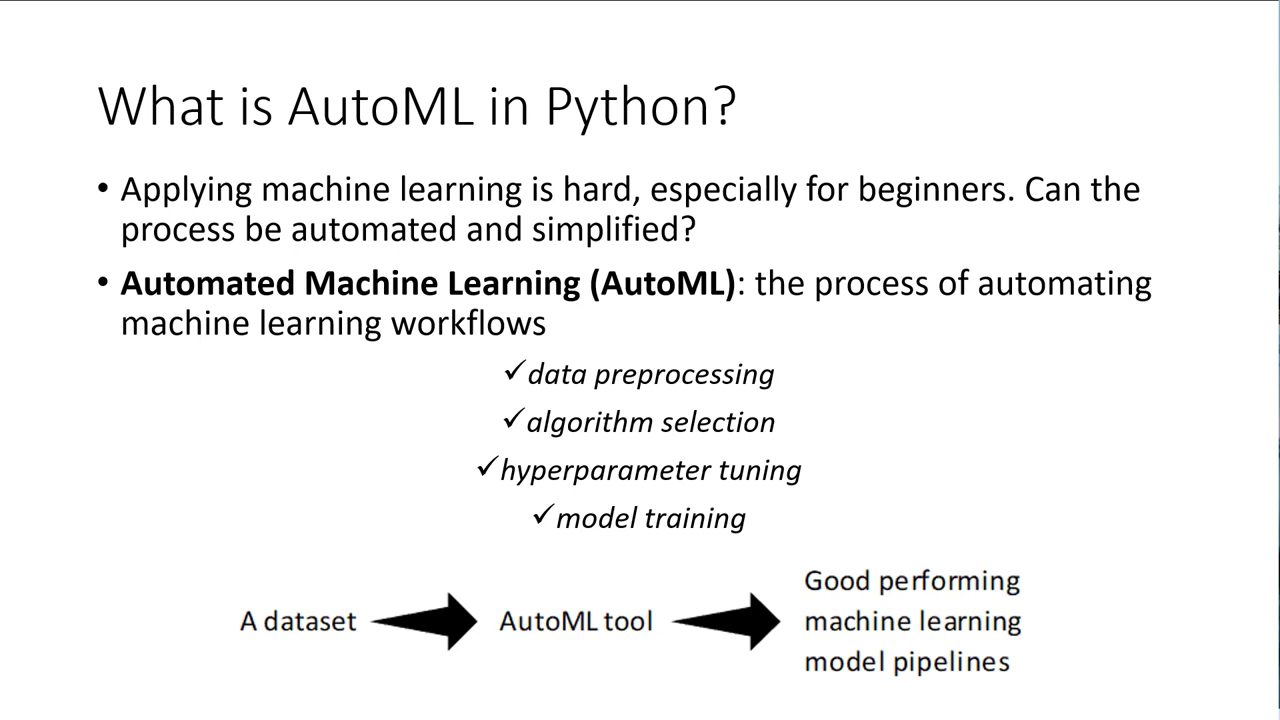 What is AutoML in Python?
• Applying machine learning is hard, especially for beginners. Can the
process be automated and simplified?
• Automated Machine Learning (AutoML): the process of automating
machine learning workflows
✓data preprocessing
✓algorithm selection
✓hyperparameter tuning
✓model training
A dataset
AutoML tool
Good performing
machine learning
model pipelines